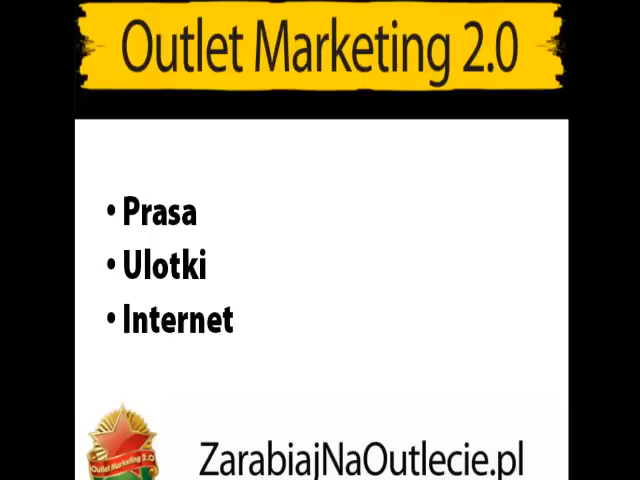 Outlet Marketing 2.0
• Prasa
• Ulotki
• Internet
Outlet Marketing 2.0
ZarabiajNaOutlecie.pl